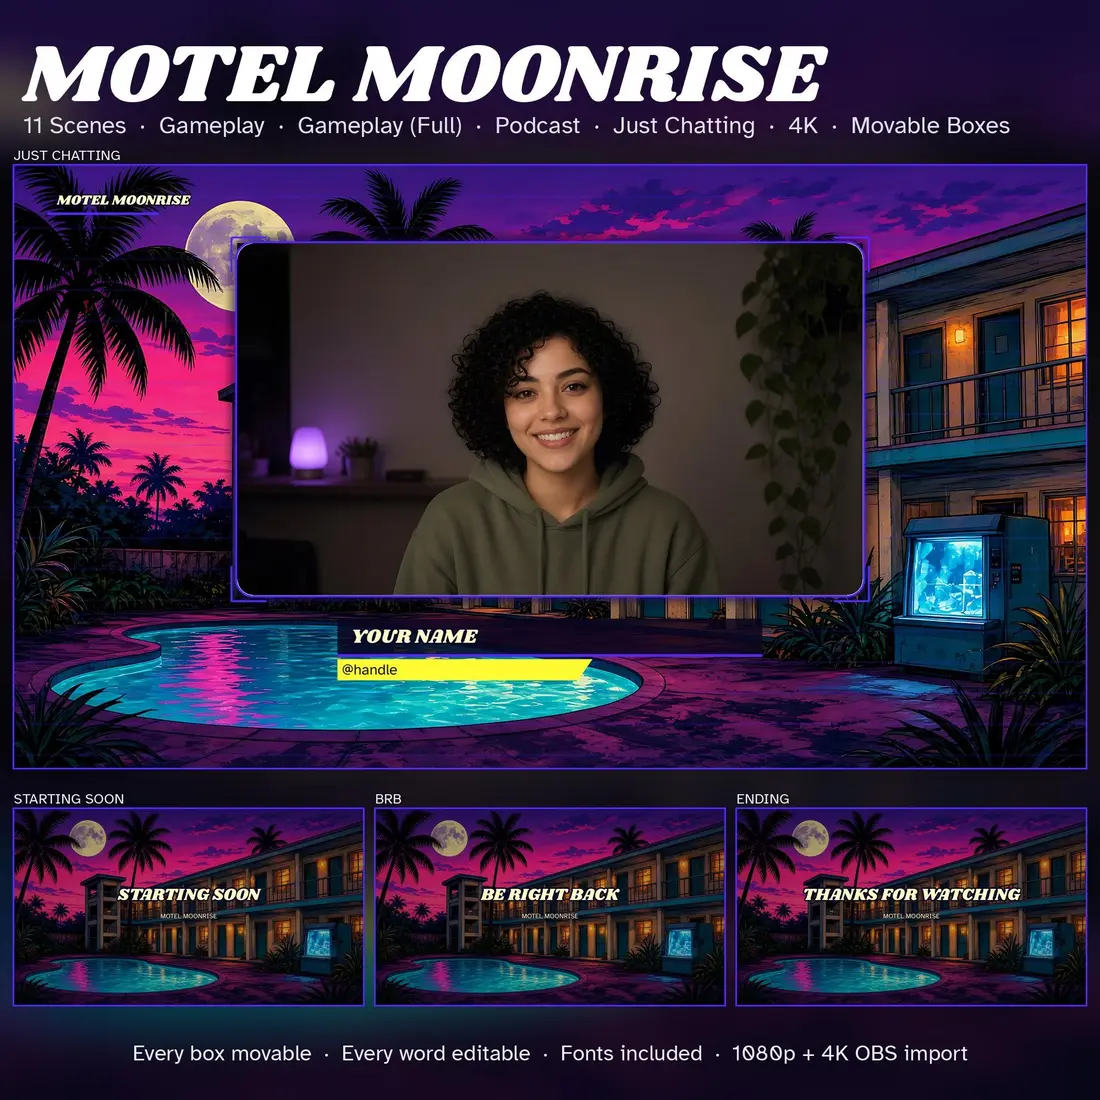 MOTEL MOONRISE
11 Scenes · Gameplay · Gameplay (Full) · Podcast · Just Chatting · 4K · Movable Boxes
JUST CHATTING
MOTEL MOONRISE
YOUR NAME
@handle
STARTING SOON
BRB
ENDING
STARTING SOON
MOTEL MOONRISE
BE RIGHT BACK
MOTEL MOONRISE
THANKS FOR WATCHING
MOTEL MOONRISE
Every box movable · Every word editable · Fonts included · 1080p + 4K OBS import